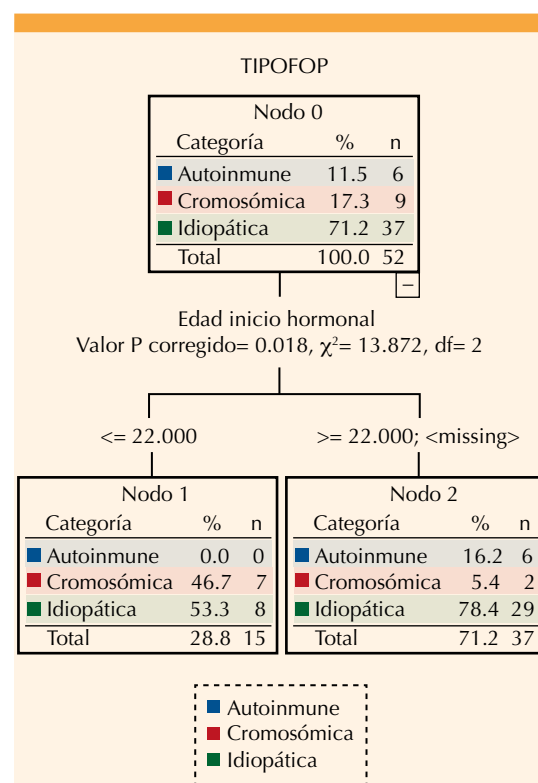 TIPOFOP
Nodo 0
Categoría % n
Autoinmune 11.5 6
Cromosómica 17.3 9
Idiopática 71.2 37
Total 100.0 52
–
Edad inicio hormonal
Valor P corregido= 0.018, χ²= 13.872, df= 2
<= 22.000
>= 22.000; <missing>
Nodo 1
Categoría % n
Autoinmune 0.0 0
Cromosómica 46.7 7
Idiopática 53.3 8
Total 28.8 15
Nodo 2
Categoría % n
Autoinmune 16.2 6
Cromosómica 5.4 2
Idiopática 78.4 29
Total 71.2 37
Autoinmune
Cromosómica
Idiopática